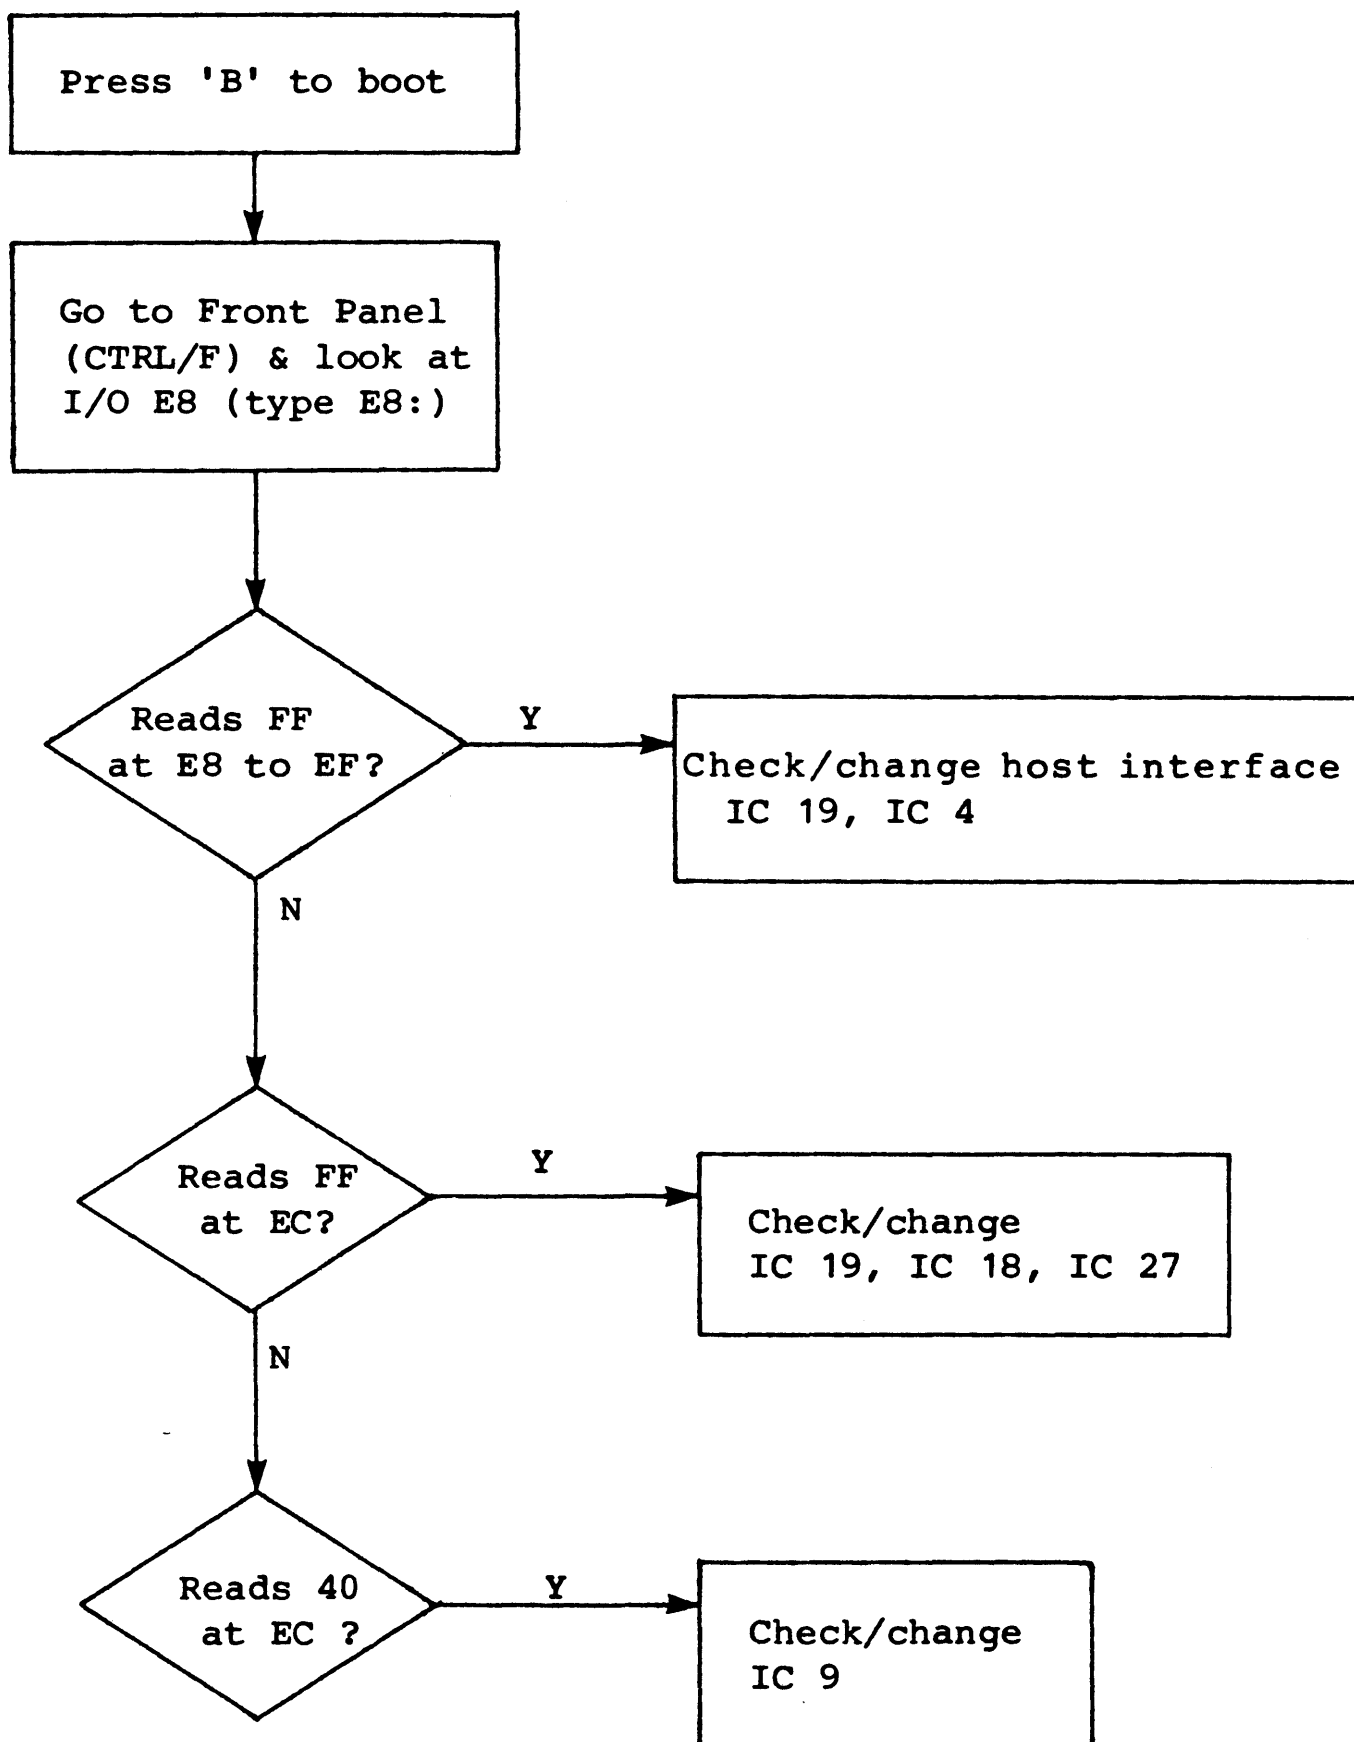 Press 'B' to boot
Go to Front Panel
(CTRL/F) & look at
I/O E8 (type E8:)
Reads FF
at E8 to EF?
Y
Check/change host interface
IC 19, IC 4
N
Reads FF
at EC?
Y
Check/change
IC 19, IC 18, IC 27
N
Reads 40
at EC ?
Y
Check/change
IC 9